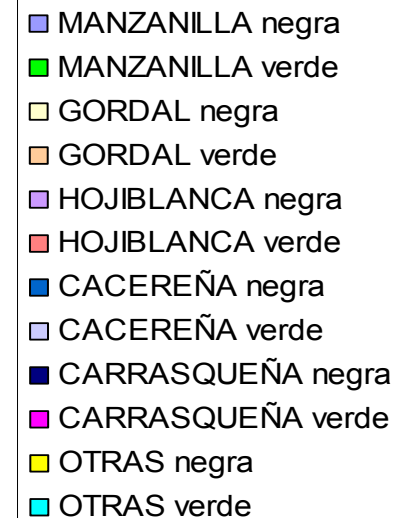 MANZANILLA negra
MANZANILLA verde
GORDAL negra
GORDAL verde
HOJIBLANCA negra
HOJIBLANCA verde
CACEREÑA negra
CACEREÑA verde
CARRASQUEÑA negra
CARRASQUEÑA verde
OTRAS negra
OTRAS verde